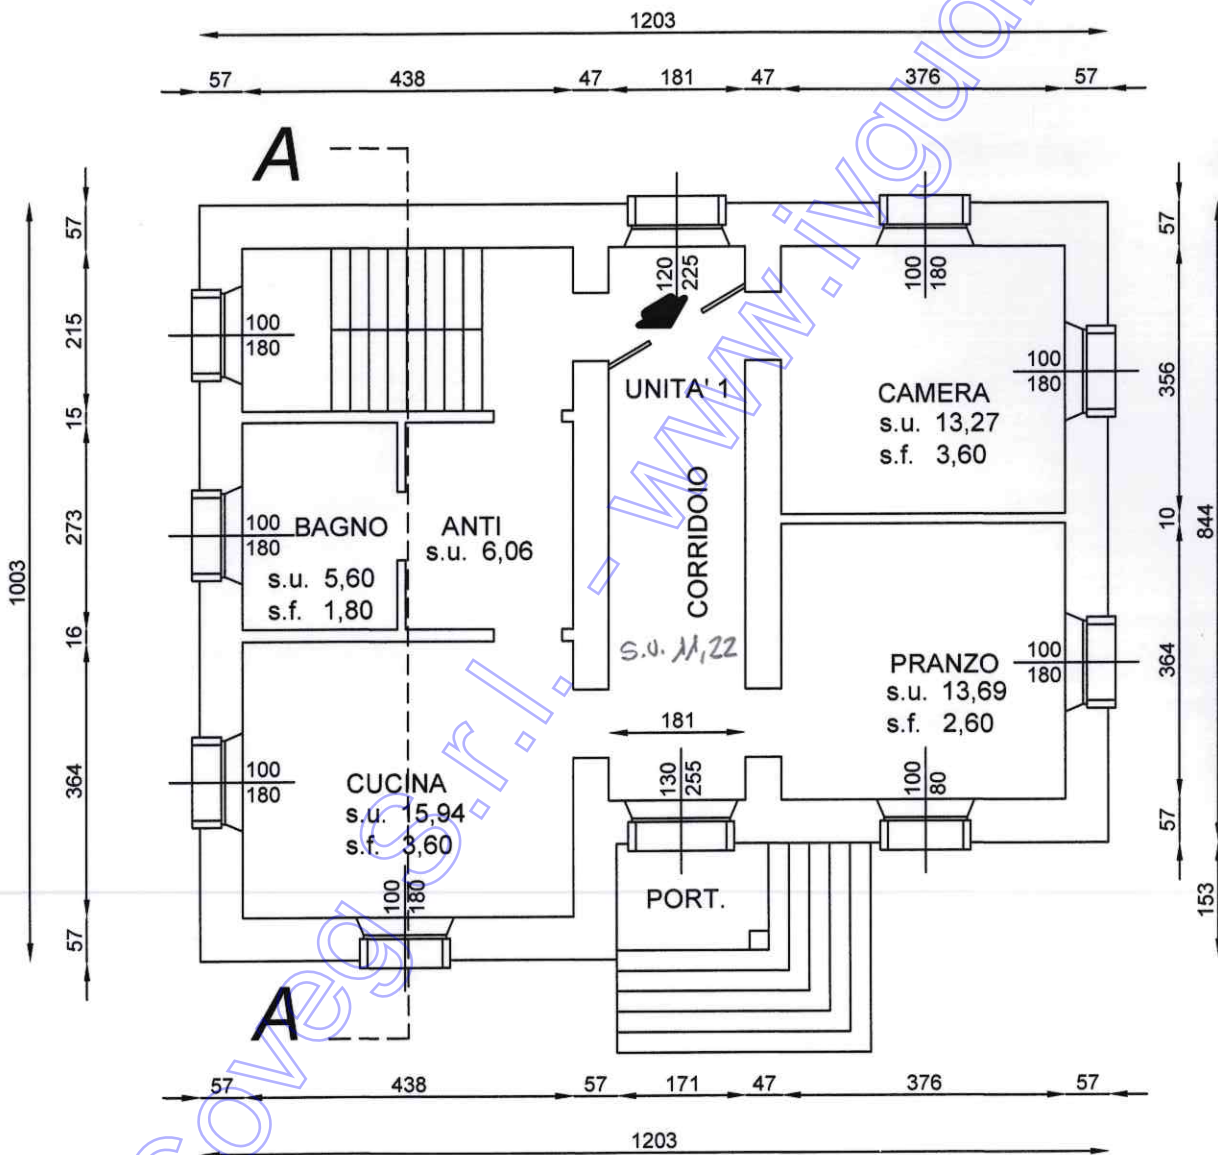 1203
57 438 47 181 47 376 57
A
57
215
15
273
16
364
57
1003
57
356
10
364
57
844
153
120
225
100
180
100
180
100
180
UNITA' 1
CAMERA
s.u. 13,27
s.f. 3,60
CORRIDOIO
s.u. 11,22
100
180
BAGNO
s.u. 5,60
s.f. 1,80
ANTI
s.u. 6,06
PRANZO
s.u. 13,69
s.f. 2,60
100
180
181
130
255
100
80
100
180
CUCINA
s.u. 15,94
s.f. 3,60
100
180
PORT.
A
57 438 57 171 47 376 57
1203
Soveg S.r.l. - www.ivgua